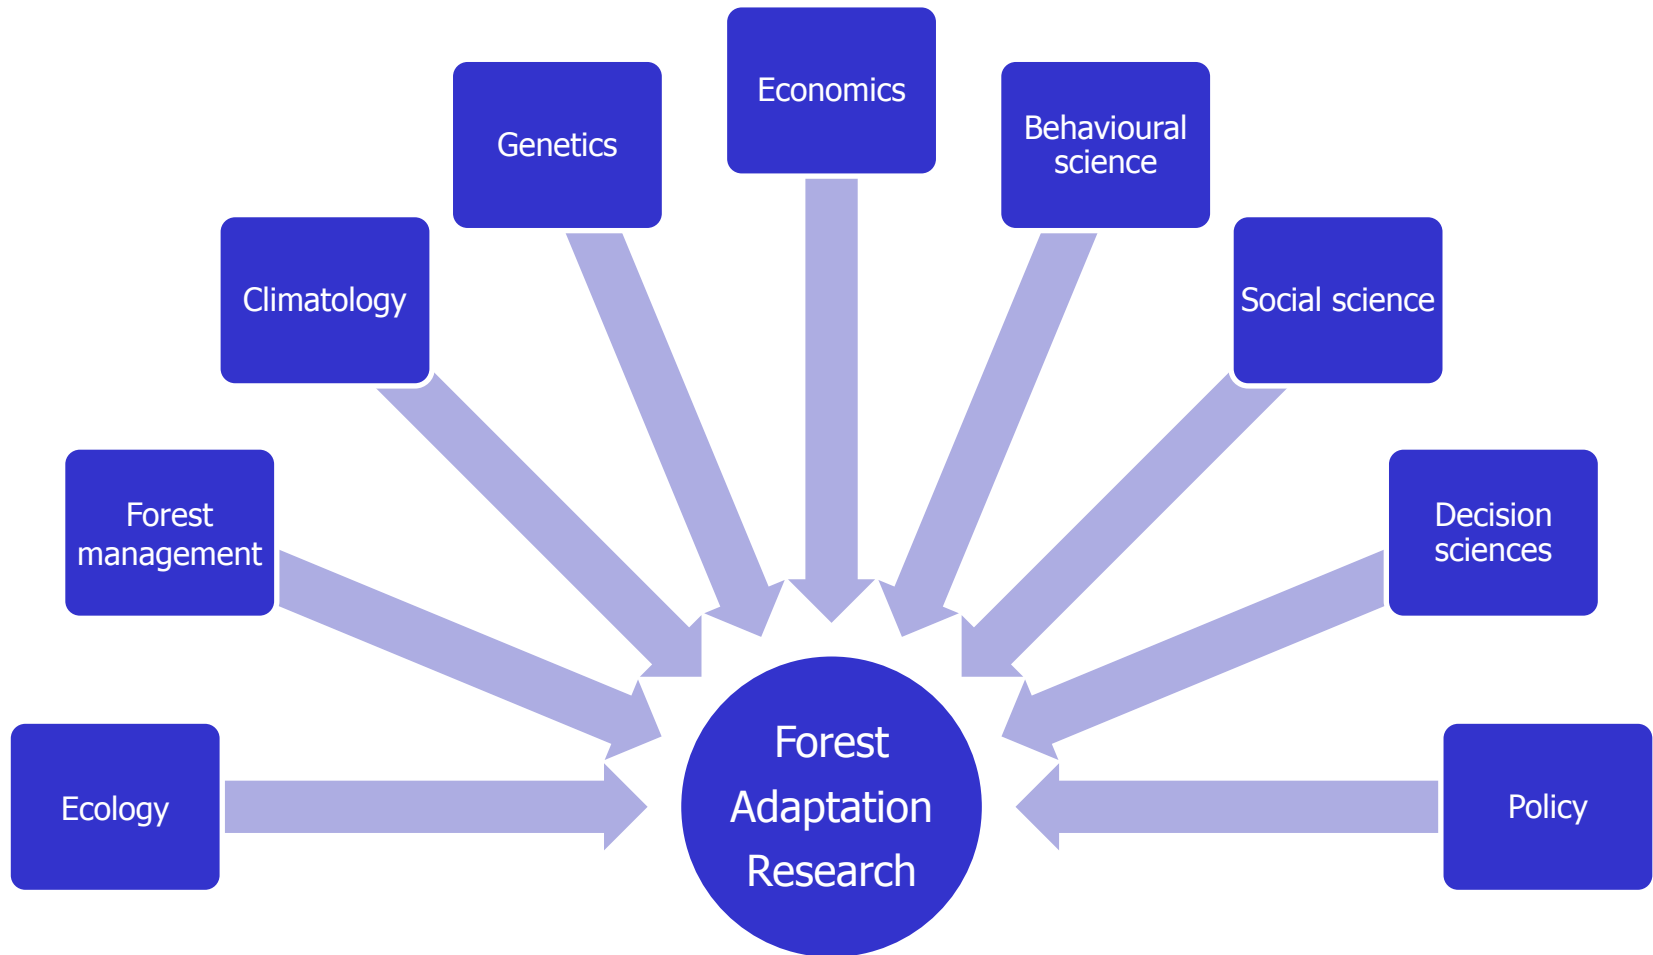 Economics
Genetics
Behavioural
science
Climatology
Social science
Forest
management
Decision
sciences
Ecology
Forest
Adaptation
Research
Policy